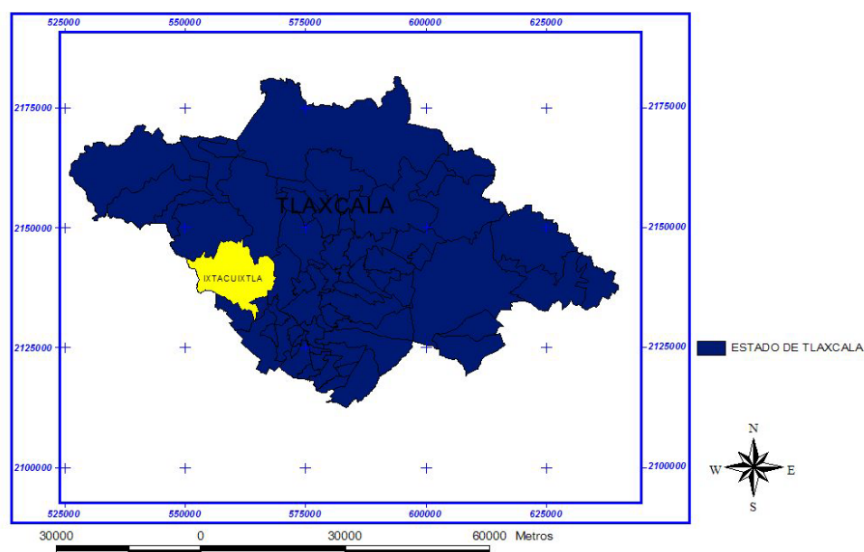 525000 550000 575000 600000 625000
2175000 2175000
TLAXCALA
2150000 2150000
IXTACUIXTLA
2125000 2125000
ESTADO DE TLAXCALA
N
W E
S
2100000 2100000
525000 550000 575000 600000 625000
30000 0 30000 60000 Metros